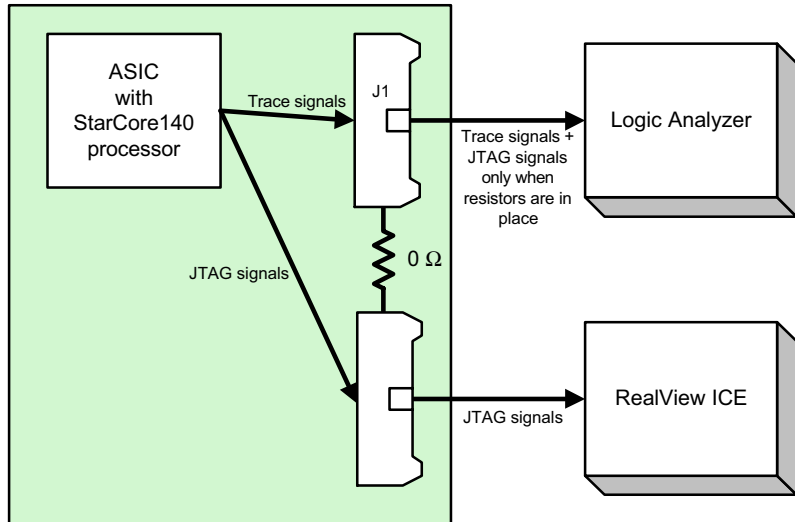 ASIC
with
StarCore140
processor
Trace signals
J1
Trace signals +
JTAG signals
only when
resistors are in
place
Logic Analyzer
JTAG signals
0 Ω
JTAG signals
RealView ICE